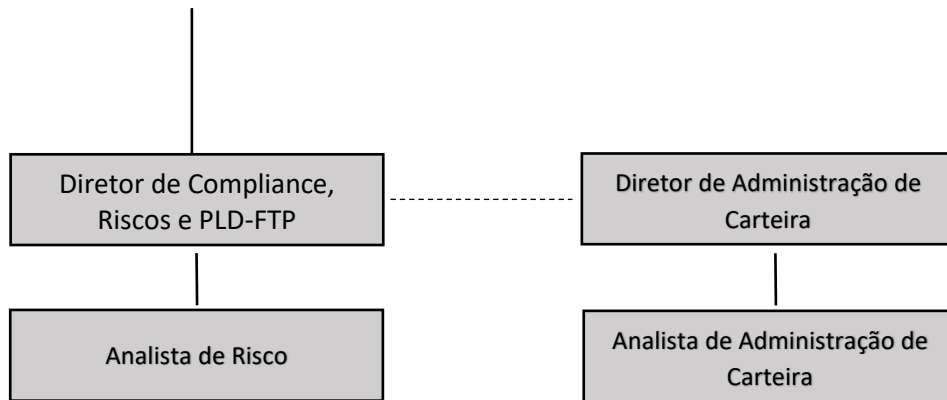 Diretor de Compliance,
Riscos e PLD-FTP
Diretor de Administração de
Carteira
Analista de Risco
Analista de Administração de
Carteira